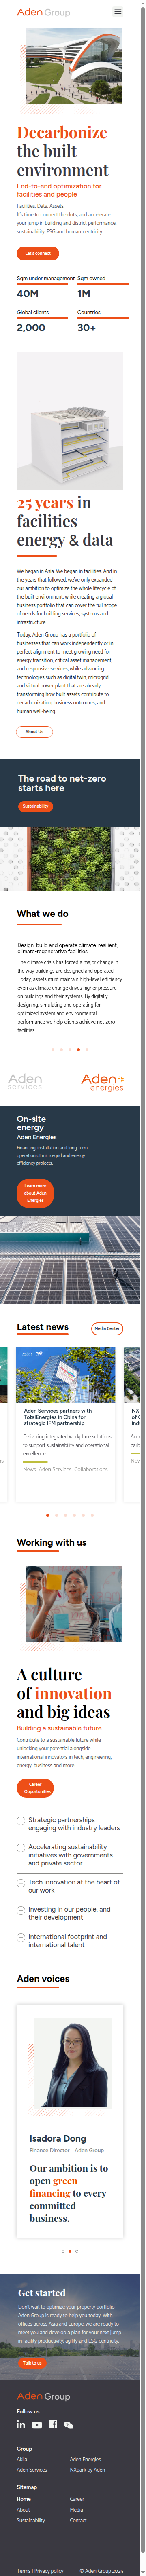 Aden Group
Decarbonize
the built
environment
End-to-end optimization for
facilities and people
Facilities. Data. Assets.
It's time to connect the dots, and accelerate
your jump in building and district performance,
sustainability, ESG and human-centricity.
Let's connect
Sqm under management
Sqm owned
40M
1M
Global clients
Countries
2,000
30+
25 years in
facilities
energy & data
We began in Asia. We began in facilities. And in
the years that followed, we've only expanded
our ambition to optimize the whole lifecycle of
the built environment, while creating a global
business portfolio that can cover the full scope
of needs for building services, systems and
infrastructure.
Today, Aden Group has a portfolio of
businesses that can work independently or in
perfect alignment to meet growing need for
energy transition, critical asset management,
and responsive services, while advancing
technologies such as digital twin, microgrid
and virtual power plant that are already
transforming how built assets contribute to
decarbonization, business outcomes, and
human well-being.
About Us
The road to net-zero
starts here
Sustainability
What we do
Design, build and operate climate-resilient,
climate-regenerative facilities
The climate crisis has forced a major change in
the way buildings are designed and operated.
Today, assets must maintain high level efficiency
even as climate change drives higher pressure
on buildings and their systems. By digitally
designing, simulating and operating for
optimal system and environmental
performance we help clients achieve net zero
facilities.
Aden
services
Aden
energies
On-site
energy
Aden Energies
Financing, installation and long-term
operation of micro-grid and energy
efficiency projects.
Learn more
about Aden
Energies
Latest news
Media Center
Aden Services partners with
TotalEnergies in China for
strategic IFM partnership
Delivering integrated workplace solutions
to support sustainability and operational
excellence.
News Aden Services Collaborations
Working with us
A culture
of innovation
and big ideas
Building a sustainable future
Contribute to a sustainable future while
unlocking your potential alongside
international innovators in tech, engineering,
energy, business and more.
Career
Opportunities
Strategic partnerships
engaging with industry leaders
Accelerating sustainability
initiatives with governments
and private sector
Tech innovation at the heart of
our work
Investing in our people, and
their development
International footprint and
international talent
Aden voices
Isadora Dong
Finance Director – Aden Group
Our ambition is to
open green
financing to every
committed
business.
Get started
Don't wait to optimize your property portfolio -
Aden Group is ready to help you today. With
offices across Asia and Europe, we are ready to
meet you and develop a plan for your next jump in
facility productivity, agility and ESG-centricity.
Talk to us
Aden Group
Follow us
Group
Akila
Aden Energies
Aden Services
NXpark by Aden
Sitemap
Home
Career
About
Media
Sustainability
Contact
Terms | Privacy policy
© Aden Group 2025